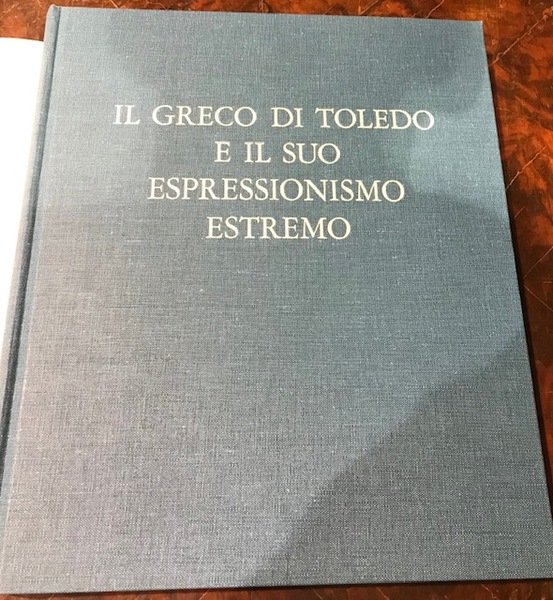 IL GRECO DI TOLEDO
E IL SUO
ESPRESSIONISMO
ESTREMO